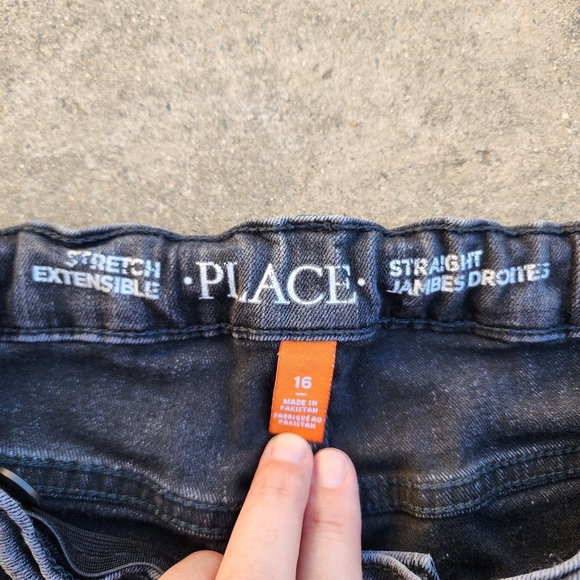 STRETCH
EXTENSIBLE
·PLACE·
STRAIGHT
JAMBES DROITES
16
MADE IN
PAKISTAN
FABRIQUÉ AU
PAKISTAN